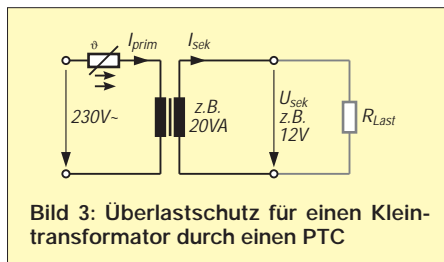 ϑ
I_prim
I_sek
230V~
z.B.
20VA
U_sek
z.B.
12V
R_Last
Bild 3: Überlastschutz für einen Klein-
transformator durch einen PTC